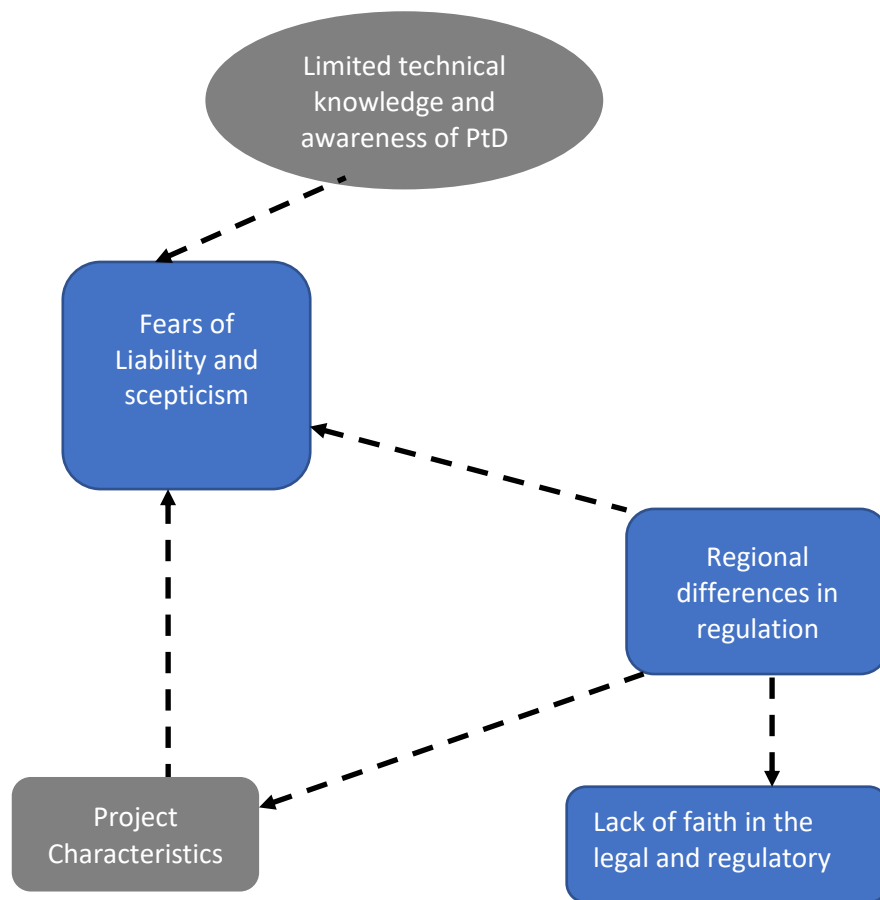 Limited technical
knowledge and
awareness of PtD
Fears of
Liability and
scepticism
Regional
differences in
regulation
Project
Characteristics
Lack of faith in the
legal and regulatory